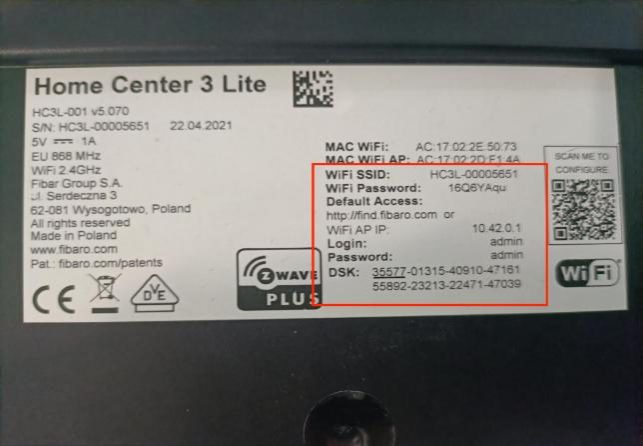 Home Center 3 Lite
HC3L-001 v5.070
S/N: HC3L-00005651 22.04.2021
5V ⎓ 1A
EU 868 MHz
WiFi 2.4GHz
Fibar Group S.A.
ul. Serdeczna 3
62-081 Wysogotowo, Poland
All rights reserved
Made in Poland
www.fibaro.com
Pat.: fibaro.com/patents
CE
DVE
Z WAVE
PLUS
MAC WiFi: AC:17:02:2E:50:73
MAC WiFi AP: AC:17:02:2D:F1:4A
WiFi SSID: HC3L-00005651
WiFi Password: 16Q6YAqu
Default Access:
http://find.fibaro.com or
WiFi AP IP: 10.42.0.1
Login: admin
Password: admin
DSK: 35577-01315-40910-47161
55892-23213-22471-47039
SCAN ME TO
CONFIGURE
WiFi